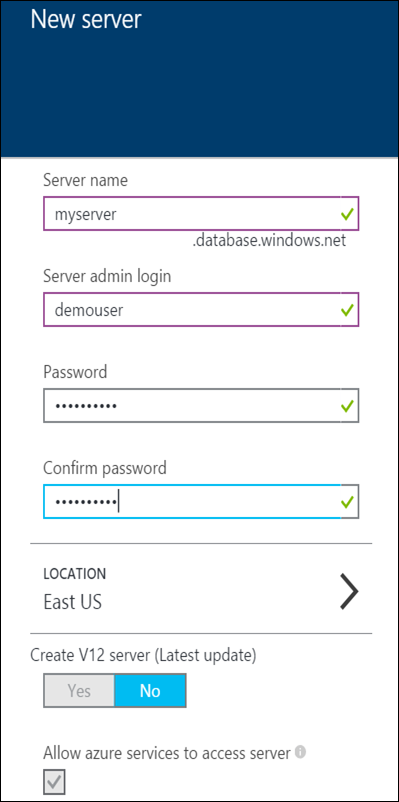 New server
Server name
myserver
.database.windows.net
Server admin login
demouser
Password
••••••••••
Confirm password
••••••••••
LOCATION
East US
Create V12 server (Latest update)
Yes No
Allow azure services to access server